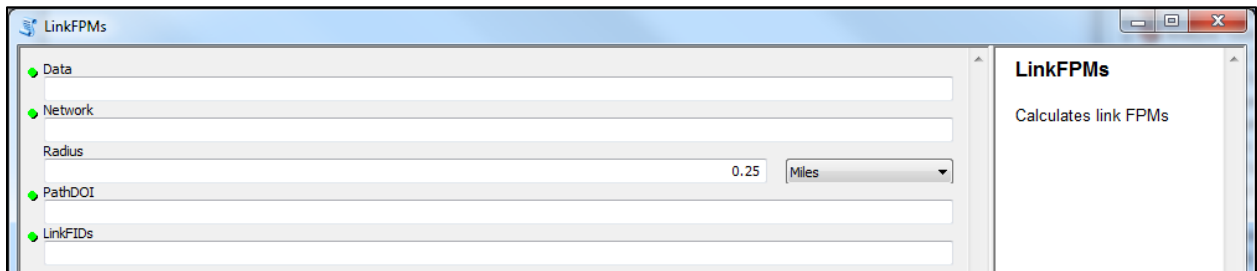 LinkFPMs
Data
Network
Radius
0.25 Miles
PathDOI
LinkFIDs
LinkFPMs
Calculates link FPMs